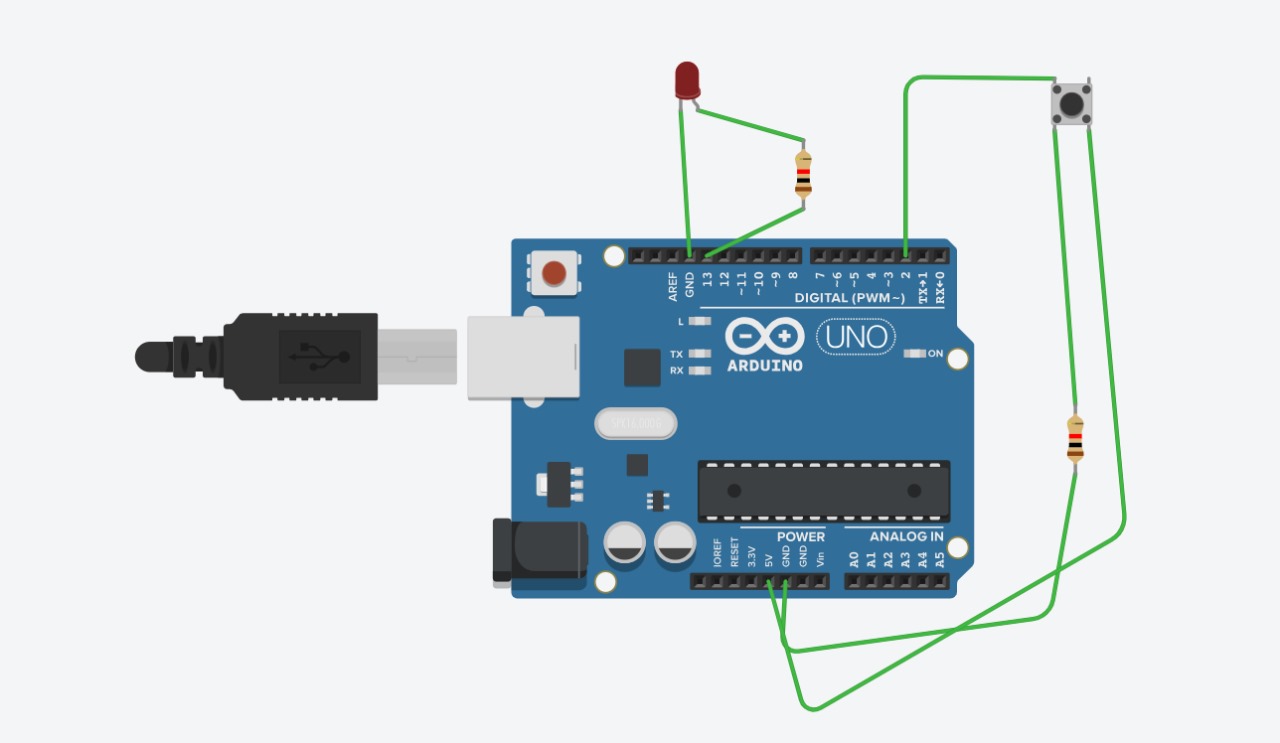 AREF
GND
13
12
~11
~10
~9
8
7
~6
~5
4
~3
2
TX→1
RX←0
DIGITAL (PWM~)
L
TX
RX
UNO
ON
ARDUINO
POWER
ANALOG IN
IOREF
RESET
3.3V
5V
GND
GND
Vin
A0
A1
A2
A3
A4
A5